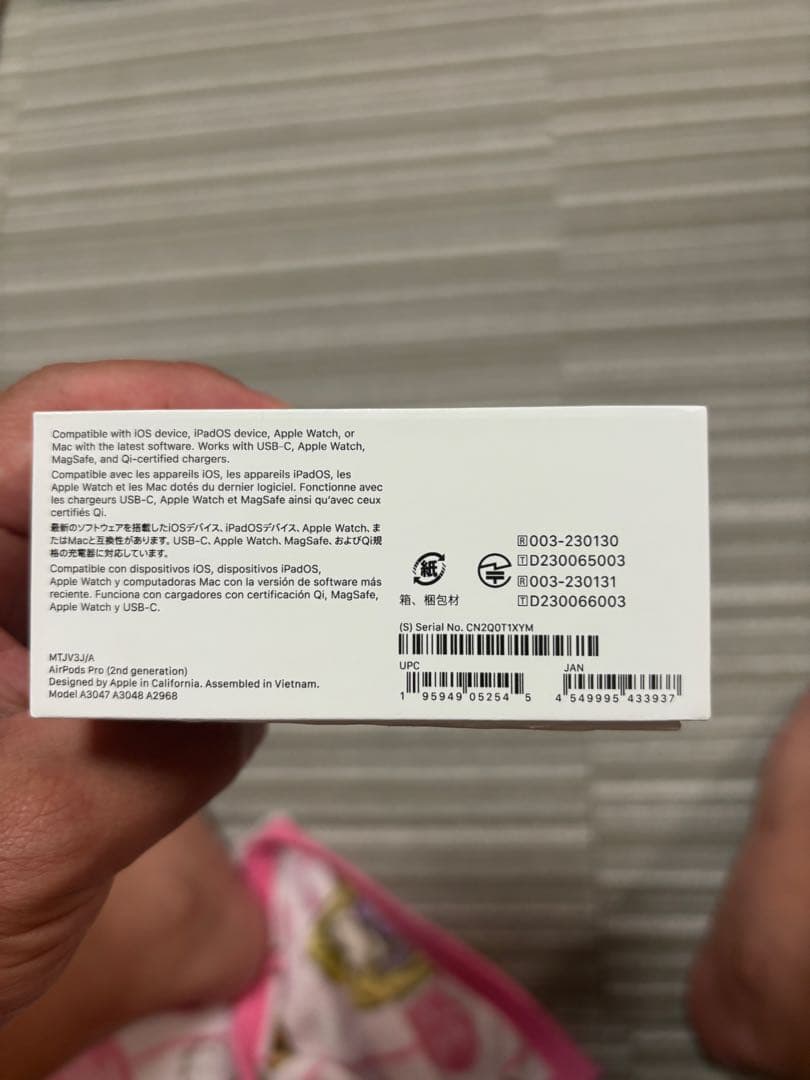 Compatible with iOS device, iPadOS device, Apple Watch, or
Mac with the latest software. Works with USB-C, Apple Watch,
MagSafe, and Qi-certified chargers.
Compatible avec les appareils iOS, les appareils iPadOS, les
Apple Watch et les Mac dotés du dernier logiciel. Fonctionne avec
les chargeurs USB-C, Apple Watch et MagSafe ainsi qu'avec ceux
certifiés Qi.
最新のソフトウェアを搭載したiOSデバイス、iPadOSデバイス、Apple Watch、ま
たはMacと互換性があります。USB-C、Apple Watch、MagSafe、およびQi規
格の充電器に対応しています。
Compatible con dispositivos iOS, dispositivos iPadOS,
Apple Watch y computadoras Mac con la versión de software más
reciente. Funciona con cargadores con certificación Qi, MagSafe,
Apple Watch y USB-C.
MTJV3J/A
AirPods Pro (2nd generation)
Designed by Apple in California. Assembled in Vietnam.
Model A3047 A3048 A2968
紙
箱、梱包材
R 003-230130
T D230065003
R 003-230131
T D230066003
(S) Serial No. CN2Q0T1XYM
UPC
1 95949 05254 5
JAN
4 549995 433937